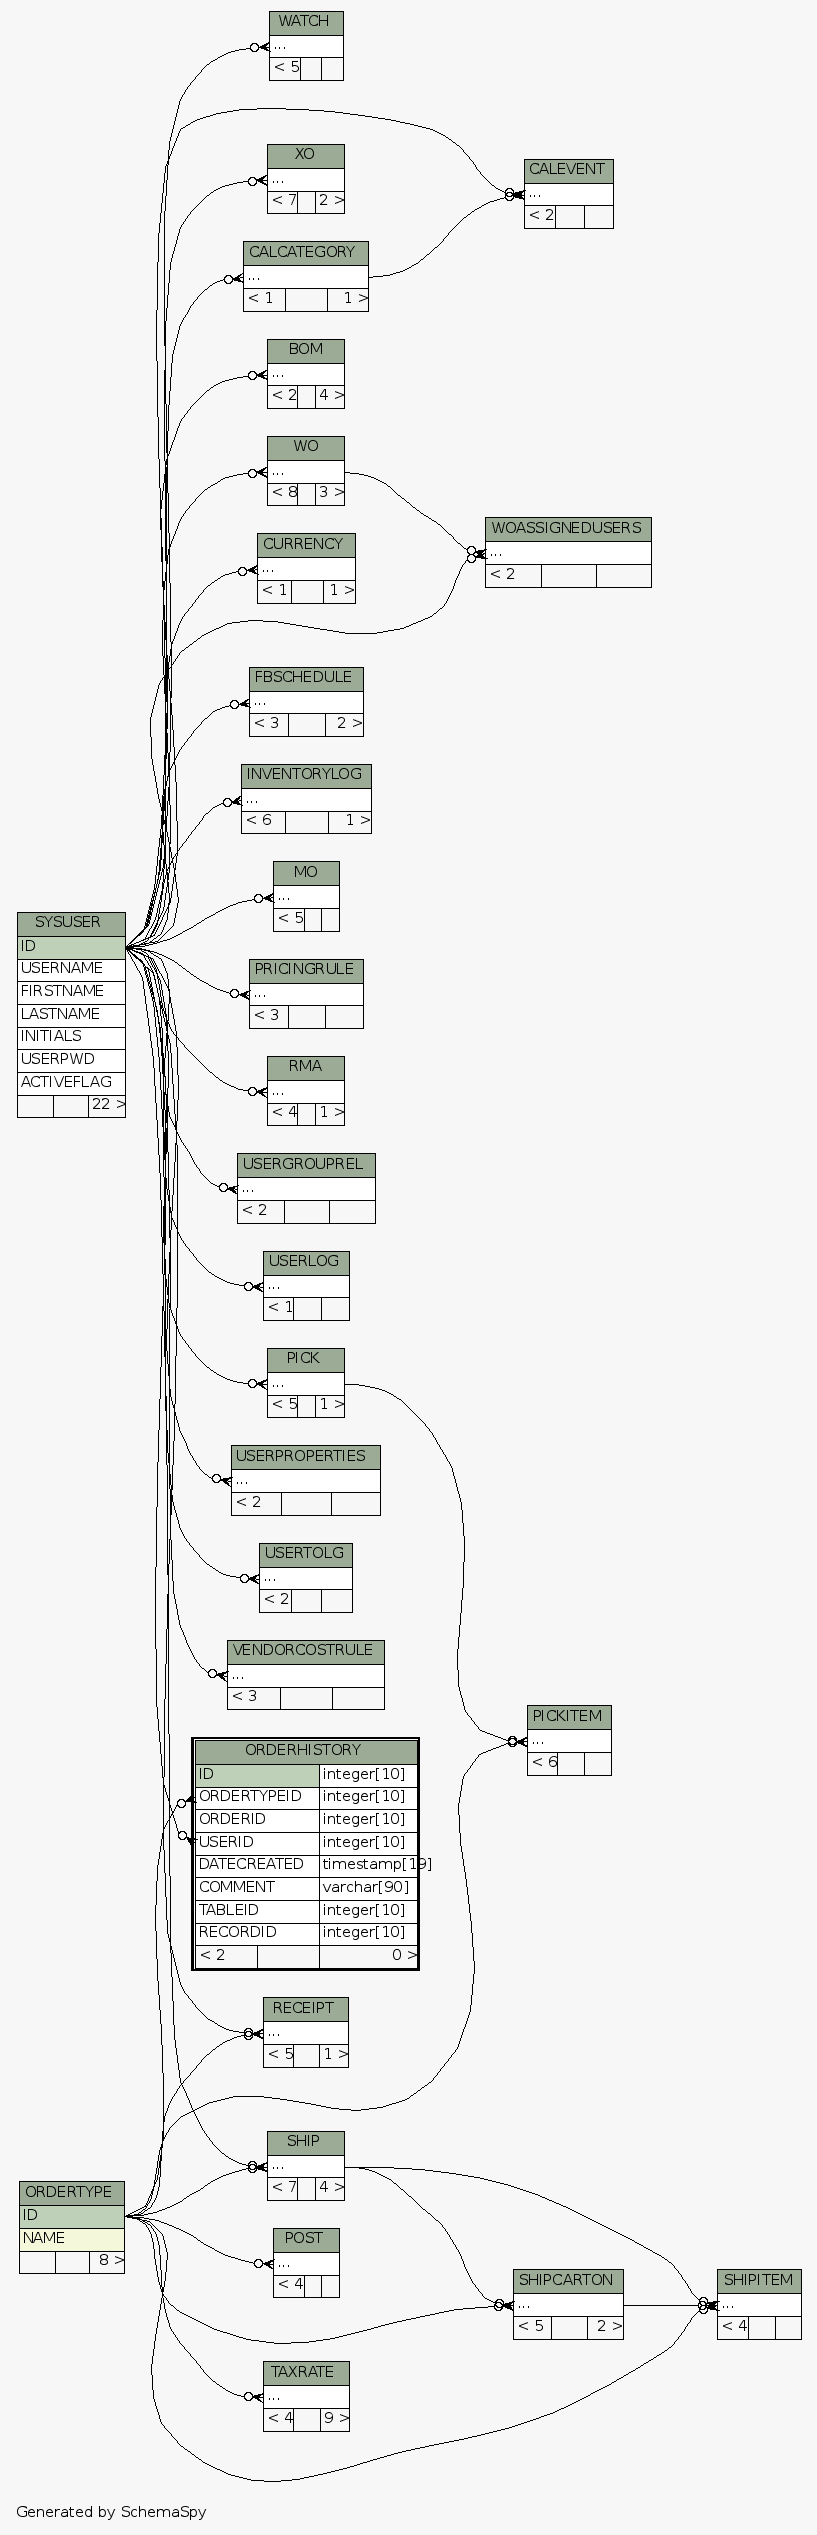 WATCH
...
< 5
CALEVENT
...
< 2
XO
...
< 7 2 >
CALCATEGORY
...
< 1 1 >
BOM
...
< 2 4 >
WO
...
< 8 3 >
WOASSIGNEDUSERS
...
< 2
CURRENCY
...
< 1 1 >
FBSCHEDULE
...
< 3 2 >
INVENTORYLOG
...
< 6 1 >
MO
...
< 5
SYSUSER
ID
USERNAME
FIRSTNAME
LASTNAME
INITIALS
USERPWD
ACTIVEFLAG
22 >
PRICINGRULE
...
< 3
RMA
...
< 4 1 >
USERGROUPREL
...
< 2
USERLOG
...
< 1
PICK
...
< 5 1 >
USERPROPERTIES
...
< 2
USERTOLG
...
< 2
VENDORCOSTRULE
...
< 3
PICKITEM
...
< 6
ORDERHISTORY
ID integer[10]
ORDERTYPEID integer[10]
ORDERID integer[10]
USERID integer[10]
DATECREATED timestamp[19]
COMMENT varchar[90]
TABLEID integer[10]
RECORDID integer[10]
< 2 0 >
RECEIPT
...
< 5 1 >
SHIP
...
< 7 4 >
ORDERTYPE
ID
NAME
8 >
POST
...
< 4
SHIPCARTON
...
< 5 2 >
SHIPITEM
...
< 4
TAXRATE
...
< 4 9 >
Generated by SchemaSpy